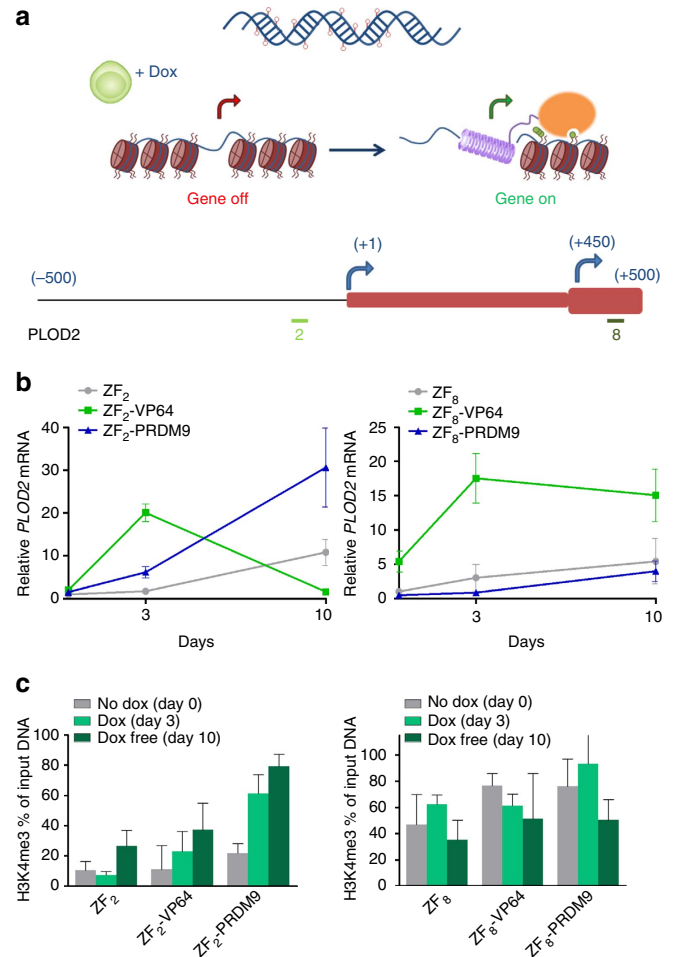 a
+ Dox
Gene off
Gene on
(–500)
(+1)
(+450)
(+500)
PLOD2
2
8
b
ZF2
ZF2-VP64
ZF2-PRDM9
Relative PLOD2 mRNA
40
30
20
10
0
3
10
Days
ZF8
ZF8-VP64
ZF8-PRDM9
Relative PLOD2 mRNA
25
20
15
10
5
0
3
10
Days
c
No dox (day 0)
Dox (day 3)
Dox free (day 10)
H3K4me3 % of input DNA
100
80
60
40
20
0
ZF2
ZF2-VP64
ZF2-PRDM9
No dox (day 0)
Dox (day 3)
Dox free (day 10)
H3K4me3 % of input DNA
100
80
60
40
20
0
ZF8
ZF8-VP64
ZF8-PRDM9